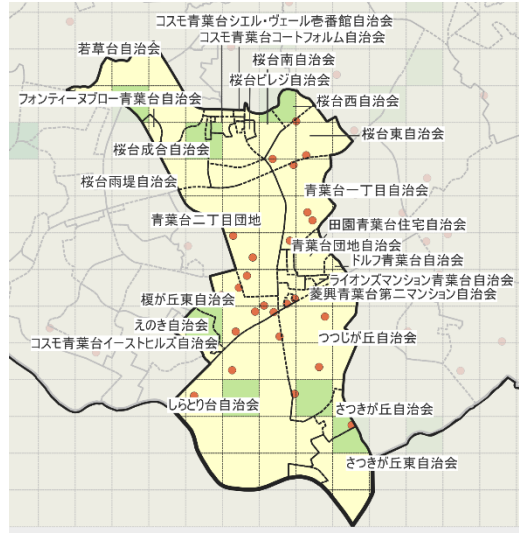 コスモ青葉台シエル・ヴェール壱番館自治会
コスモ青葉台コートフォルム自治会
若草台自治会
桜台南自治会
桜台ビレジ自治会
フォンティーヌブロー青葉台自治会
桜台西自治会
桜台東自治会
桜台成合自治会
桜台雨堤自治会
青葉台一丁目自治会
青葉台二丁目団地
田園青葉台住宅自治会
青葉台団地自治会
ドルフ青葉台自治会
ライオンズマンション青葉台自治会
菱興青葉台第二マンション自治会
榎が丘東自治会
えのき自治会
コスモ青葉台イーストヒルズ自治会
つつじが丘自治会
しらとり台自治会
さつきが丘自治会
さつきが丘東自治会